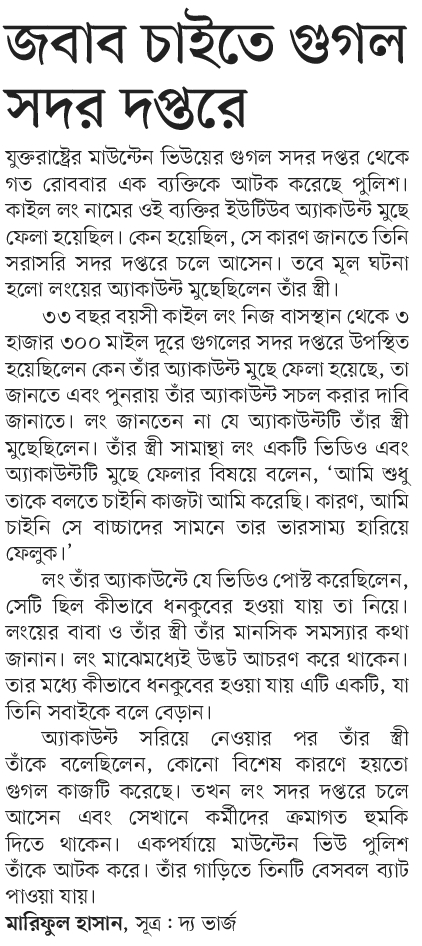 জবাব চাইতে গুগল
সদর দপ্তরে
যুক্তরাষ্ট্রের মাউন্টেন ভিউয়ের গুগল সদর দপ্তর থেকে
গত রোববার এক ব্যক্তিকে আটক করেছে পুলিশ।
কাইল লং নামের ওই ব্যক্তির ইউটিউব অ্যাকাউন্ট মুছে
ফেলা হয়েছিল। কেন হয়েছিল, সে কারণ জানতে তিনি
সরাসরি সদর দপ্তরে চলে আসেন। তবে মূল ঘটনা
হলো লংয়ের অ্যাকাউন্ট মুছেছিলেন তাঁর স্ত্রী।
৩৩ বছর বয়সী কাইল লং নিজ বাসস্থান থেকে ৩
হাজার ৩০০ মাইল দূরে গুগলের সদর দপ্তরে উপস্থিত
হয়েছিলেন কেন তাঁর অ্যাকাউন্ট মুছে ফেলা হয়েছে, তা
জানতে এবং পুনরায় তাঁর অ্যাকাউন্ট সচল করার দাবি
জানাতে। লং জানতেন না যে অ্যাকাউন্টটি তাঁর স্ত্রী
মুছেছিলেন। তাঁর স্ত্রী সামান্থা লং একটি ভিডিও এবং
অ্যাকাউন্টটি মুছে ফেলার বিষয়ে বলেন, ‘আমি শুধু
তাকে বলতে চাইনি কাজটা আমি করেছি। কারণ, আমি
চাইনি সে বাচ্চাদের সামনে তার ভারসাম্য হারিয়ে
ফেলুক।’
লং তাঁর অ্যাকাউন্টে যে ভিডিও পোস্ট করেছিলেন,
সেটি ছিল কীভাবে ধনকুবের হওয়া যায় তা নিয়ে।
লংয়ের বাবা ও তাঁর স্ত্রী তাঁর মানসিক সমস্যার কথা
জানান। লং মাঝেমধ্যেই উদ্ভট আচরণ করে থাকেন।
তার মধ্যে কীভাবে ধনকুবের হওয়া যায় এটি একটি, যা
তিনি সবাইকে বলে বেড়ান।
অ্যাকাউন্ট সরিয়ে নেওয়ার পর তাঁর স্ত্রী
তাঁকে বলেছিলেন, কোনো বিশেষ কারণে হয়তো
গুগল কাজটি করেছে। তখন লং সদর দপ্তরে চলে
আসেন এবং সেখানে কর্মীদের ক্রমাগত হুমকি
দিতে থাকেন। একপর্যায়ে মাউন্টেন ভিউ পুলিশ
তাঁকে আটক করে। তাঁর গাড়িতে তিনটি বেসবল ব্যাট
পাওয়া যায়।
মারিফুল হাসান, সূত্র : দ্য ভার্জ